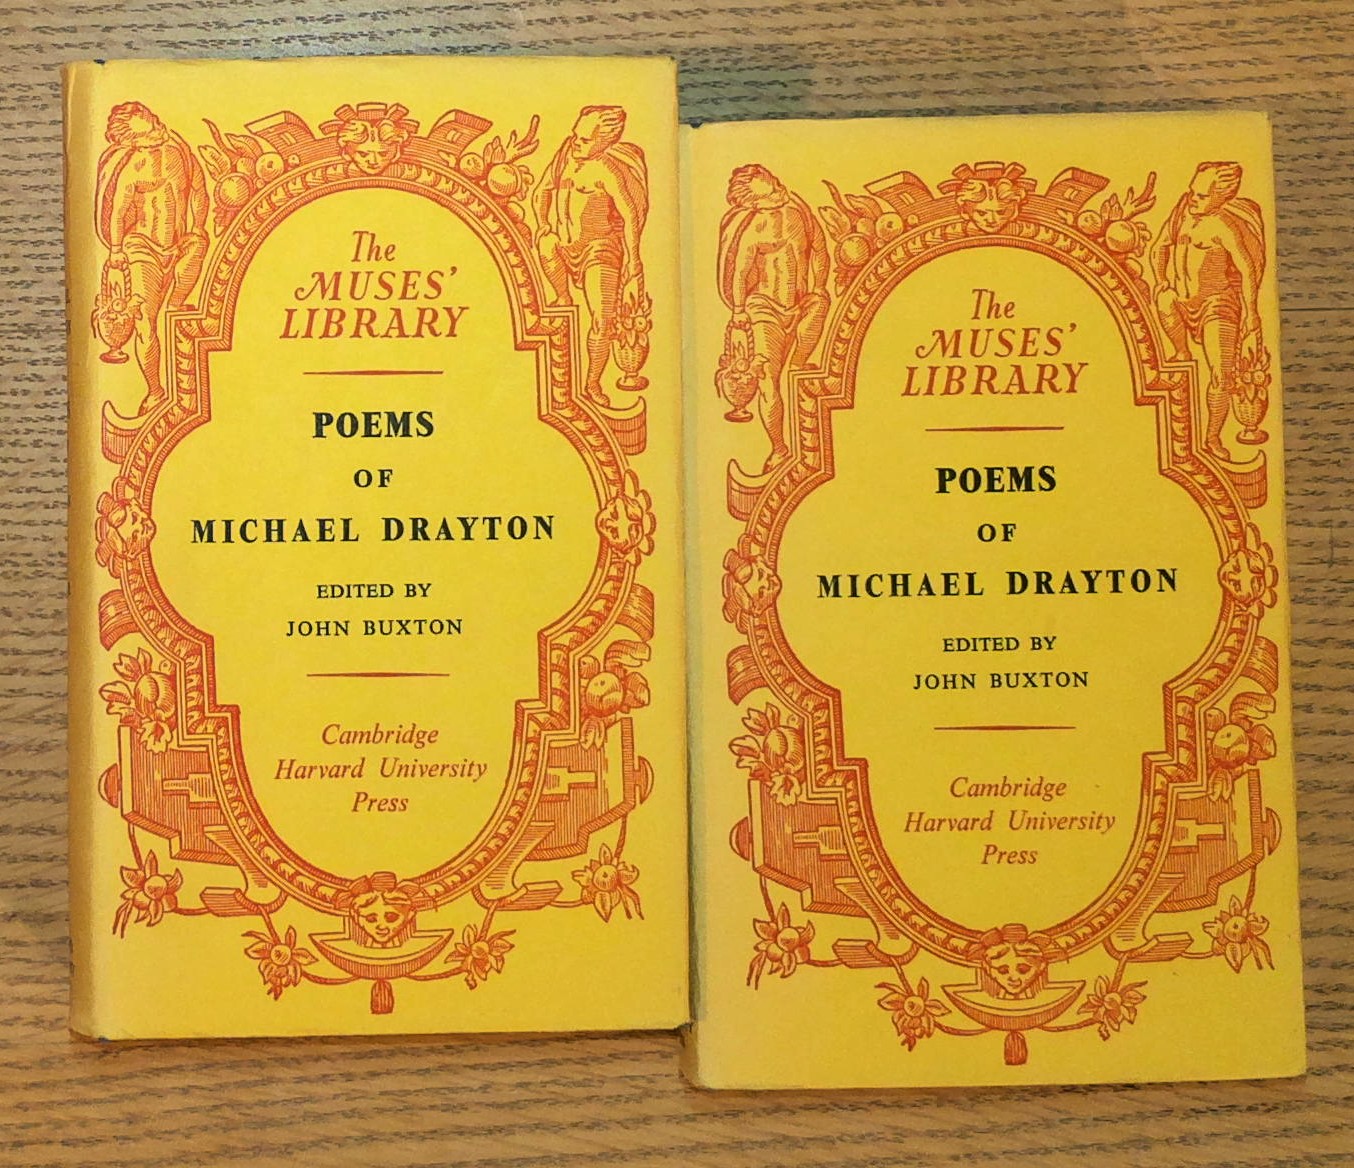 The
MUSES'
LIBRARY
POEMS
OF
MICHAEL DRAYTON
EDITED BY
JOHN BUXTON
Cambridge
Harvard University
Press
The
MUSES'
LIBRARY
POEMS
OF
MICHAEL DRAYTON
EDITED BY
JOHN BUXTON
Cambridge
Harvard University
Press